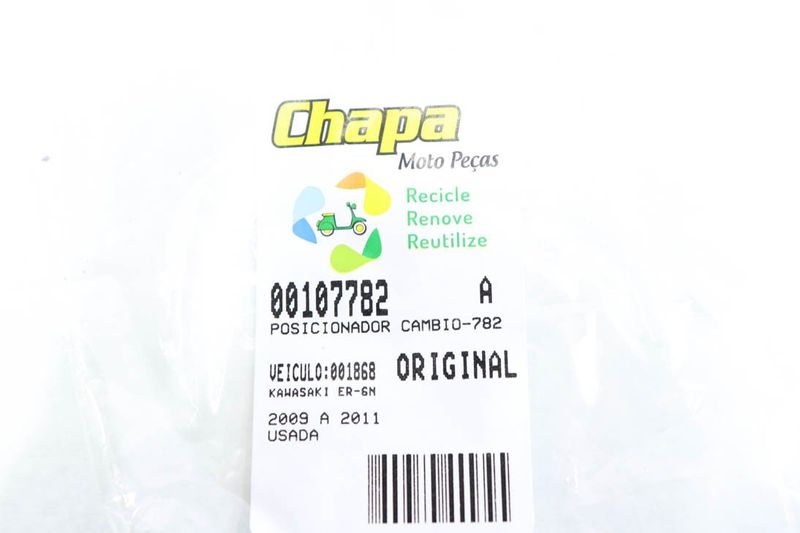 Chapa
Moto Peças
Recicle
Renove
Reutilize
00107782 A
POSICIONADOR CAMBIO-782
VEICULO:001868 ORIGINAL
KAWASAKI ER-6N
2009 A 2011
USADA